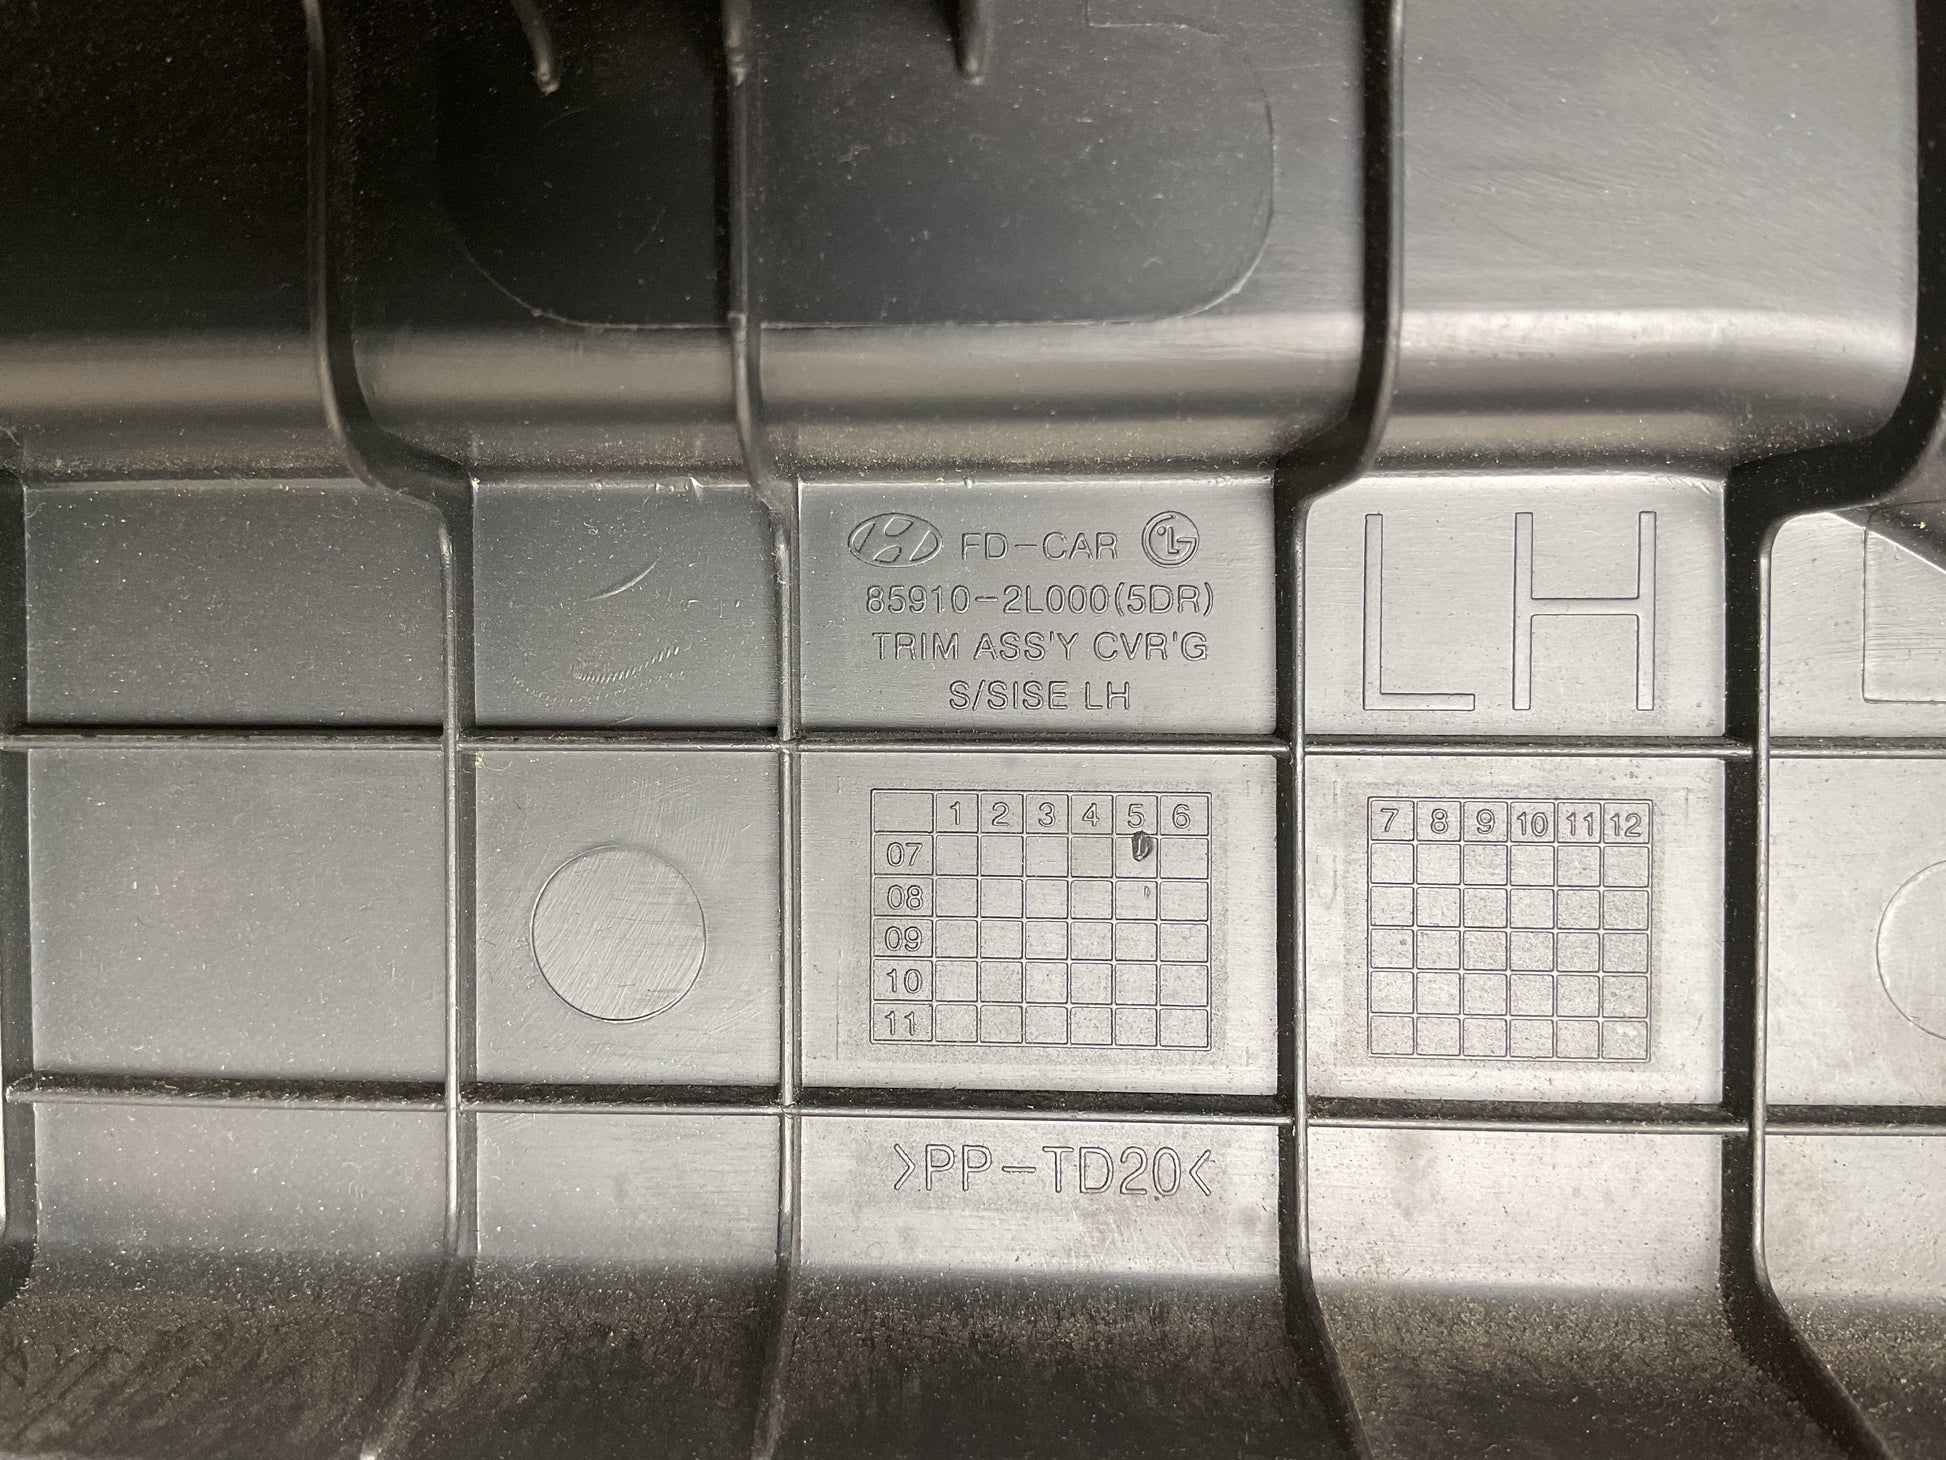 FD-CAR LG
85910-2L000(5DR)
TRIM ASS'Y CVR'G
S/SISE LH
LH
1 2 3 4 5 6
07
08
09
10
11
7 8 9 10 11 12
>PP-TD20<